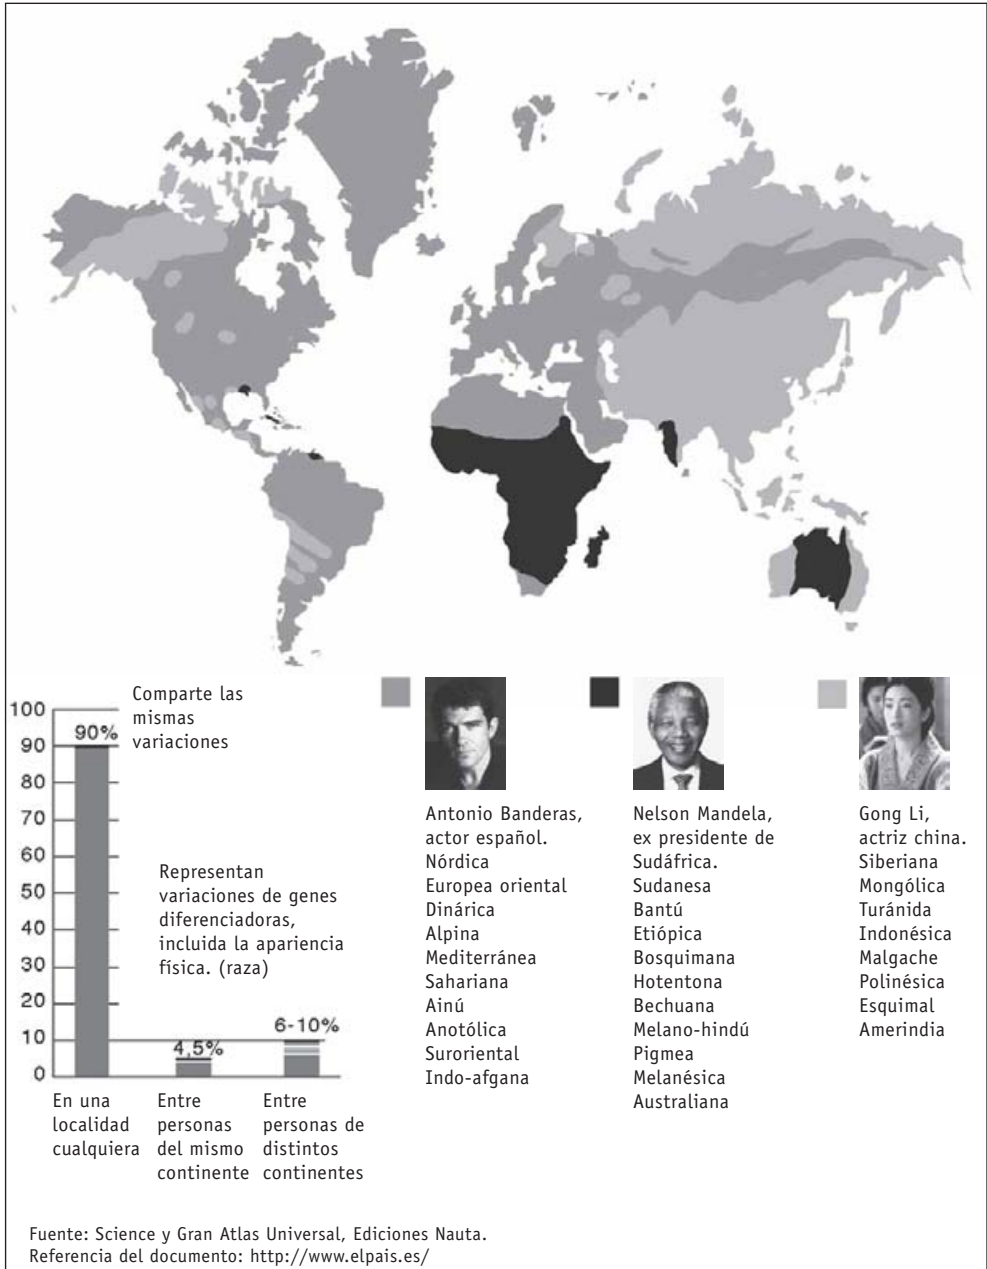 Comparte las
mismas
variaciones
100
90
80
70
60
50
40
30
20
10
0
90%
Representan
variaciones de genes
diferenciadoras,
incluida la apariencia
física. (raza)
4,5%
6-10%
En una
localidad
cualquiera
Entre
personas
del mismo
continente
Entre
personas de
distintos
continentes
Antonio Banderas,
actor español.
Nórdica
Europea oriental
Dinárica
Alpina
Mediterránea
Sahariana
Ainú
Anotólica
Suroriental
Indo-afgana
Nelson Mandela,
ex presidente de
Sudáfrica.
Sudanesa
Bantú
Etiópica
Bosquimana
Hotentona
Bechuana
Melano-hindú
Pigmea
Melanésica
Australiana
Gong Li,
actriz china.
Siberiana
Mongólica
Turánida
Indonésica
Malgache
Polinésica
Esquimal
Amerindia
Fuente: Science y Gran Atlas Universal, Ediciones Nauta.
Referencia del documento: http://www.elpais.es/